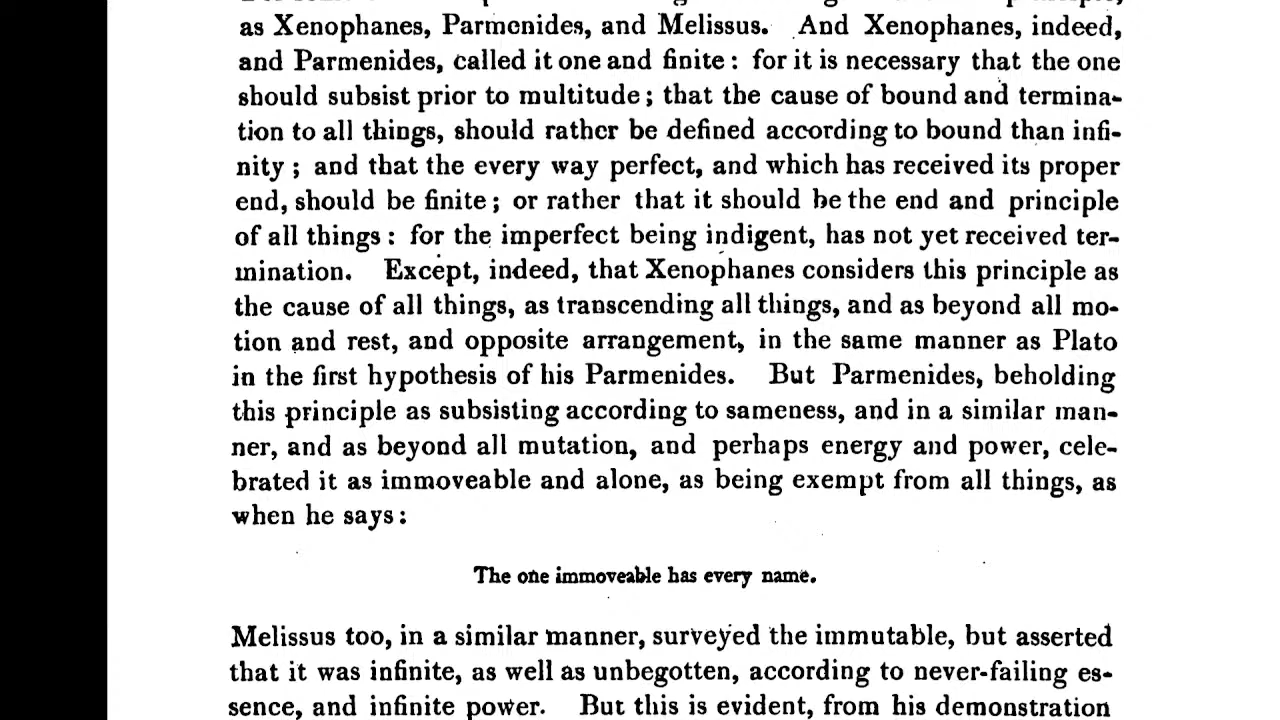 as Xenophanes, Parmenides, and Melissus. And Xenophanes, indeed,
and Parmenides, called it one and finite : for it is necessary that the one
should subsist prior to multitude ; that the cause of bound and termina-
tion to all things, should rather be defined according to bound than infi-
nity ; and that the every way perfect, and which has received its proper
end, should be finite ; or rather that it should be the end and principle
of all things : for the imperfect being indigent, has not yet received ter-
mination. Except, indeed, that Xenophanes considers this principle as
the cause of all things, as transcending all things, and as beyond all mo-
tion and rest, and opposite arrangement, in the same manner as Plato
in the first hypothesis of his Parmenides. But Parmenides, beholding
this principle as subsisting according to sameness, and in a similar man-
ner, and as beyond all mutation, and perhaps energy and power, cele-
brated it as immoveable and alone, as being exempt from all things, as
when he says :
The one immoveable has every name.
Melissus too, in a similar manner, surveyed the immutable, but asserted
that it was infinite, as well as unbegotten, according to never-failing es-
sence, and infinite power. But this is evident, from his demonstration